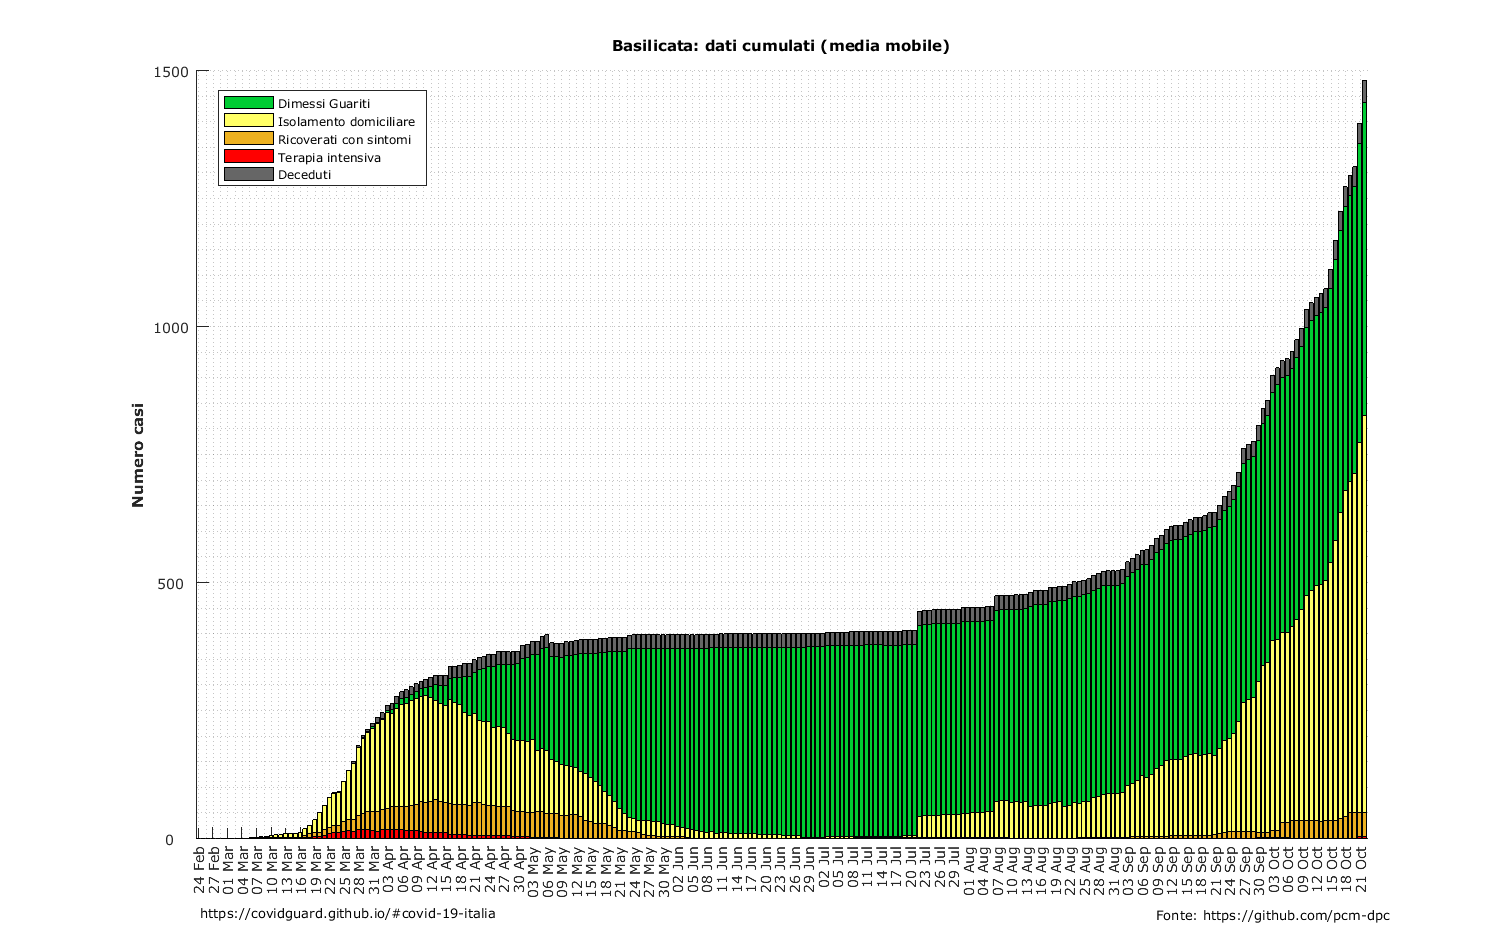 Basilicata: dati cumulati (media mobile)
1500
1000
500
0
Numero casi
Dimessi Guariti
Isolamento domiciliare
Ricoverati con sintomi
Terapia intensiva
Deceduti
24 Feb
27 Feb
01 Mar
04 Mar
07 Mar
10 Mar
13 Mar
16 Mar
19 Mar
22 Mar
25 Mar
28 Mar
31 Mar
03 Apr
06 Apr
09 Apr
12 Apr
15 Apr
18 Apr
21 Apr
24 Apr
27 Apr
30 Apr
03 May
06 May
09 May
12 May
15 May
18 May
21 May
24 May
27 May
30 May
02 Jun
05 Jun
08 Jun
11 Jun
14 Jun
17 Jun
20 Jun
23 Jun
26 Jun
29 Jun
02 Jul
05 Jul
08 Jul
11 Jul
14 Jul
17 Jul
20 Jul
23 Jul
26 Jul
29 Jul
01 Aug
04 Aug
07 Aug
10 Aug
13 Aug
16 Aug
19 Aug
22 Aug
25 Aug
28 Aug
31 Aug
03 Sep
06 Sep
09 Sep
12 Sep
15 Sep
18 Sep
21 Sep
24 Sep
27 Sep
30 Sep
03 Oct
06 Oct
09 Oct
12 Oct
15 Oct
18 Oct
21 Oct
https://covidguard.github.io/#covid-19-italia
Fonte: https://github.com/pcm-dpc